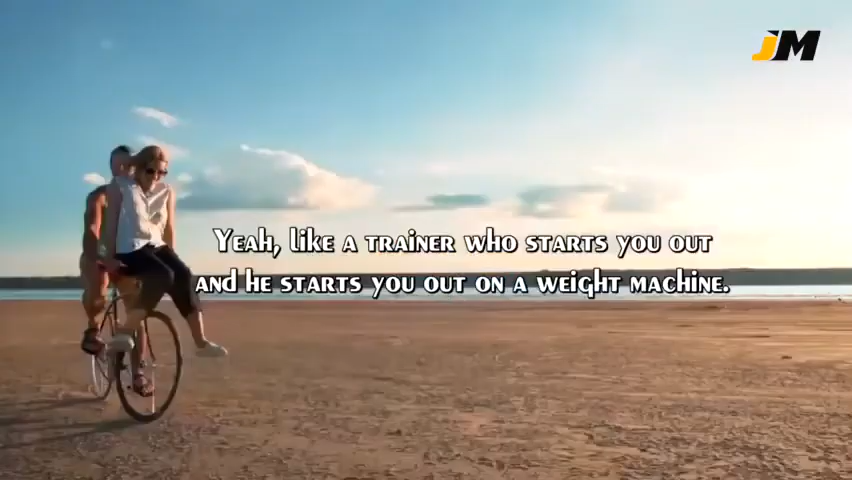 JM
Yeah, like a trainer who starts you out
and he starts you out on a weight machine.